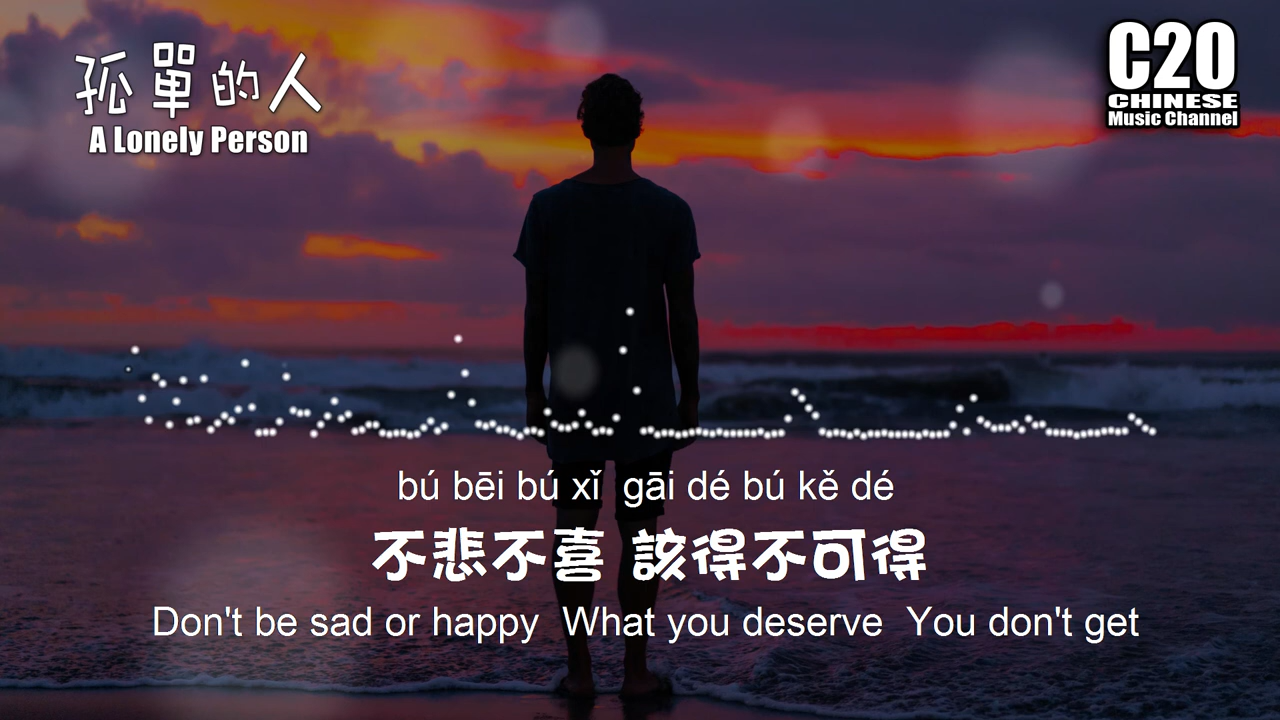 孤單的人
A Lonely Person
C20
CHINESE
Music Channel
bú bēi bú xǐ  gāi dé bú kě dé
不悲不喜 該得不可得
Don't be sad or happy  What you deserve  You don't get